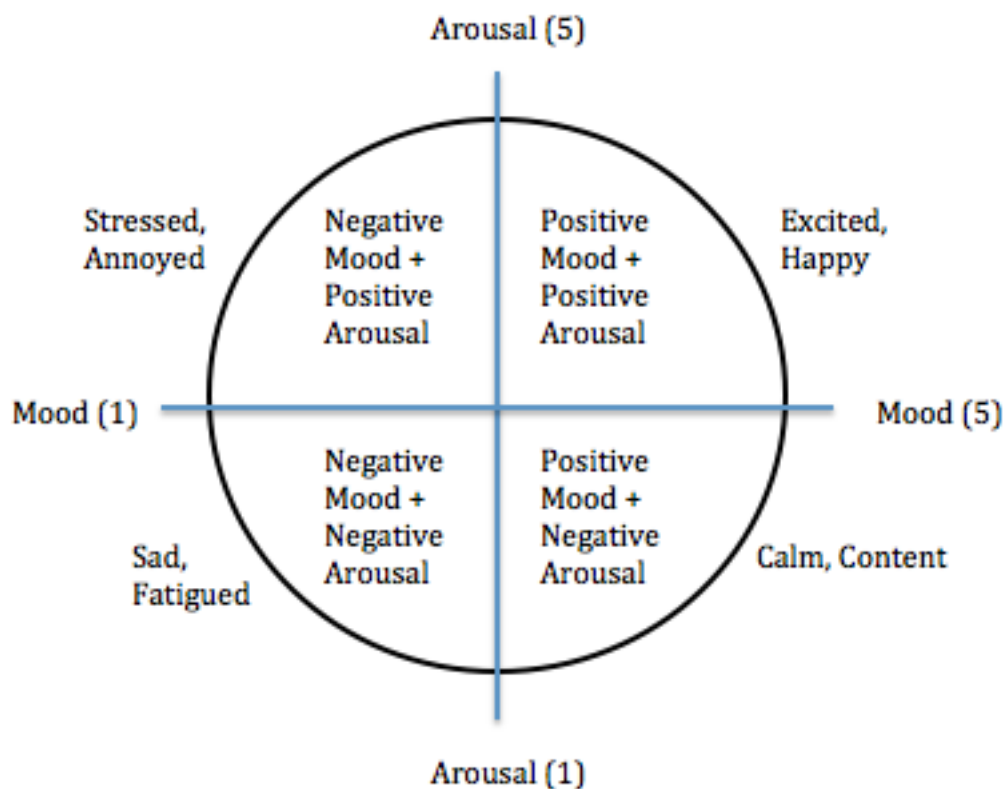 Arousal (5)
Stressed,
Annoyed
Negative
Mood +
Positive
Arousal
Positive
Mood +
Positive
Arousal
Excited,
Happy
Mood (1)
Mood (5)
Sad,
Fatigued
Negative
Mood +
Negative
Arousal
Positive
Mood +
Negative
Arousal
Calm, Content
Arousal (1)